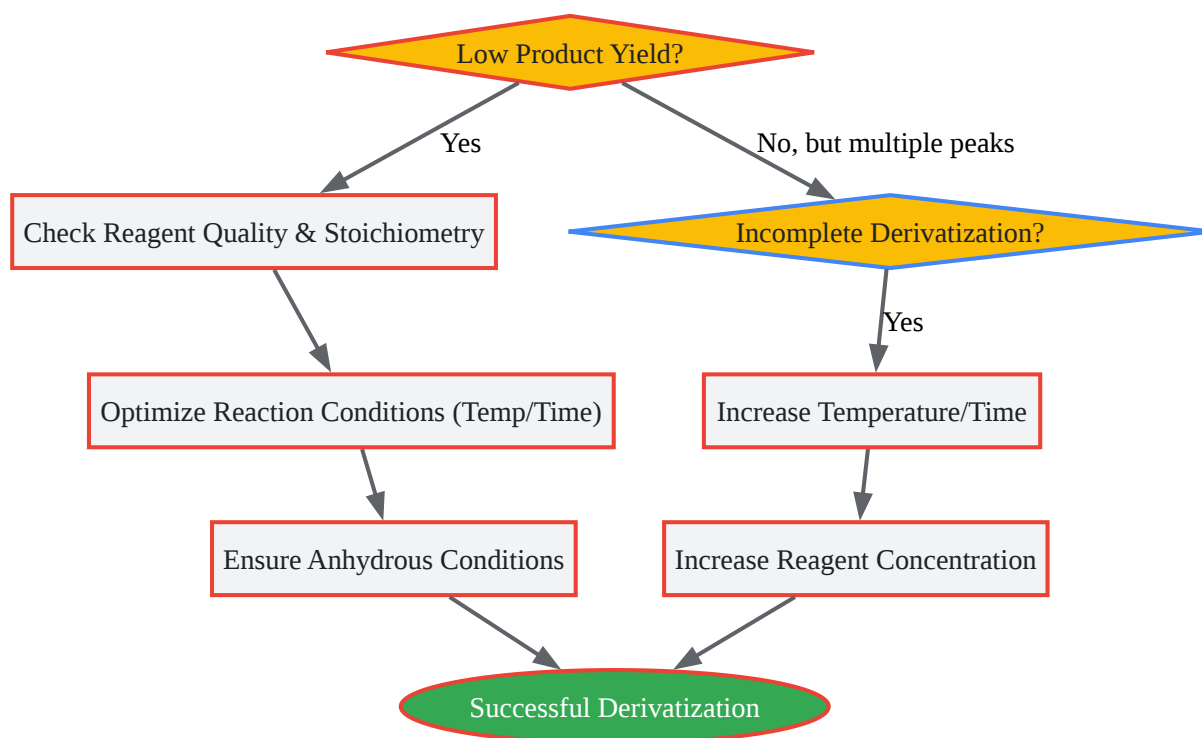 Low Product Yield?
Yes
No, but multiple peaks
Check Reagent Quality & Stoichiometry
Incomplete Derivatization?
Yes
Optimize Reaction Conditions (Temp/Time)
Increase Temperature/Time
Ensure Anhydrous Conditions
Increase Reagent Concentration
Successful Derivatization